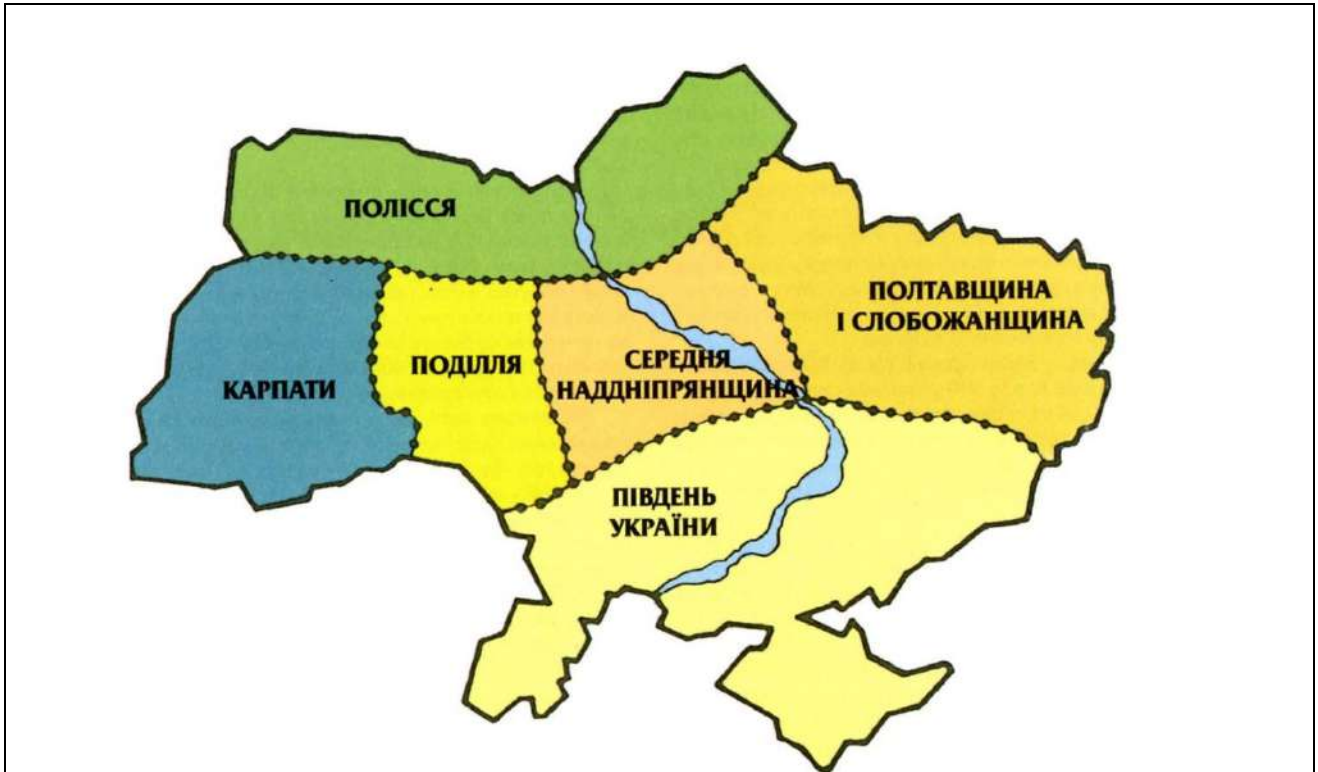 ПОЛІССЯ
ПОЛТАВЩИНА
І СЛОБОЖАНЩИНА
КАРПАТИ
ПОДІЛЛЯ
СЕРЕДНЯ
НАДДНІПРЯНЩИНА
ПІВДЕНЬ
УКРАЇНИ